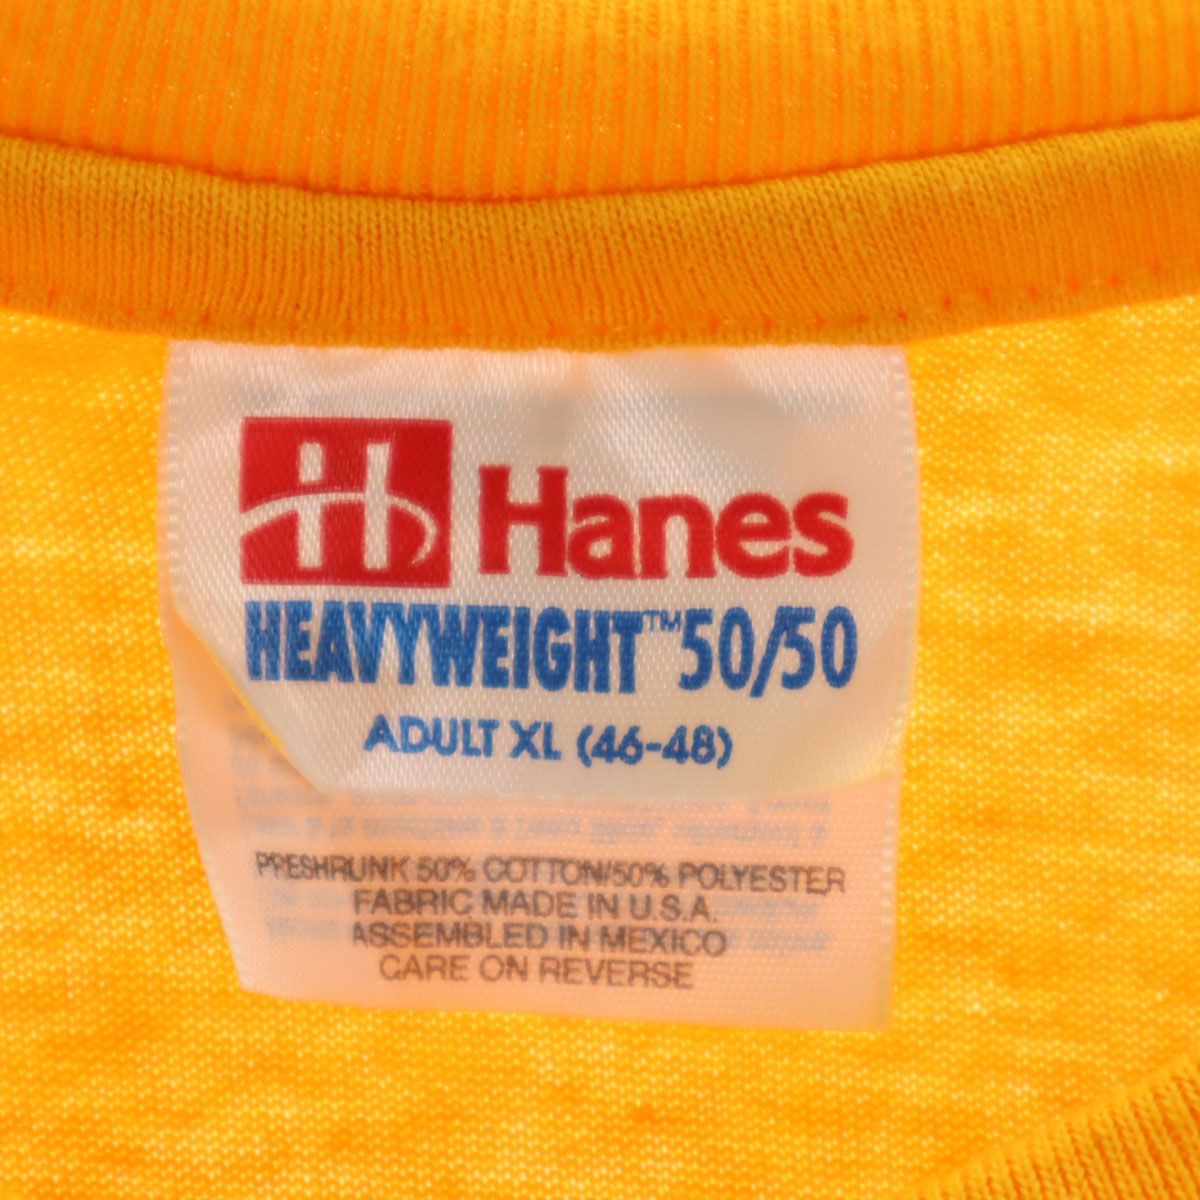 Hanes
HEAVYWEIGHT™ 50/50
ADULT XL (46-48)
PRESHRUNK 50% COTTON/50% POLYESTER
FABRIC MADE IN U.S.A.
ASSEMBLED IN MEXICO
CARE ON REVERSE